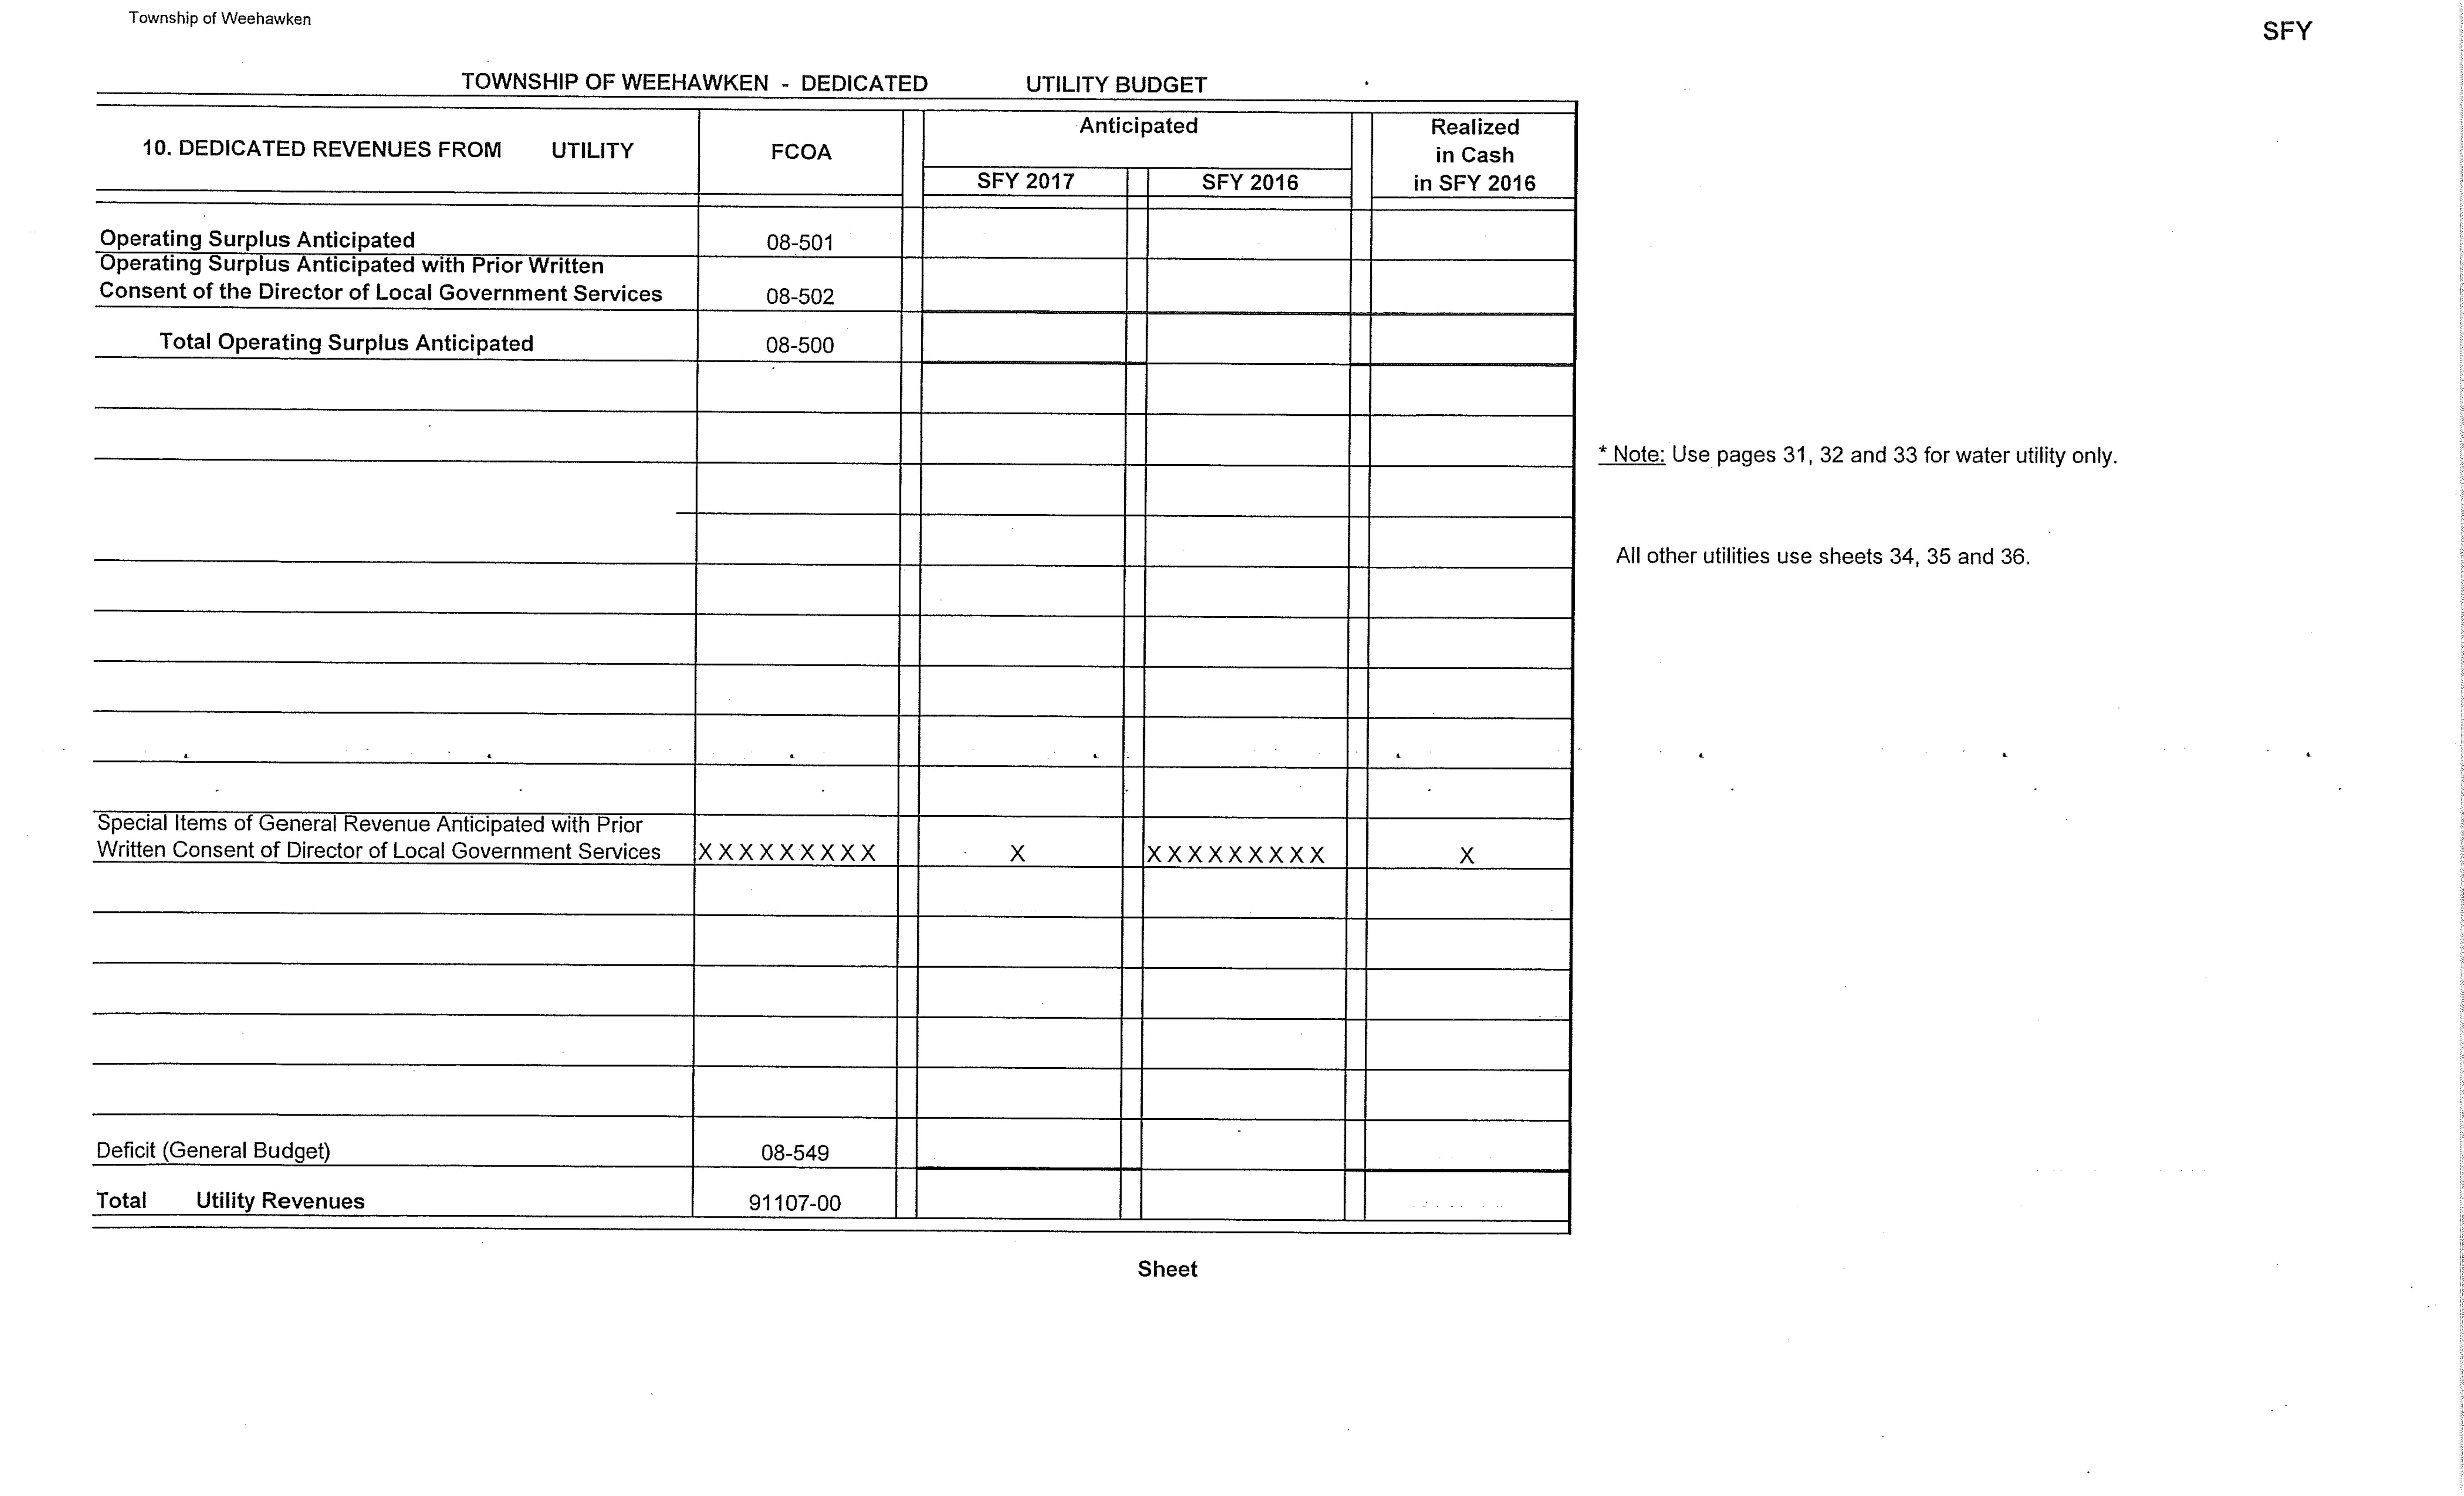 Township of Weehawken
SFY
TOWNSHIP OF WEEHAWKEN - DEDICATED UTILITY BUDGET
10. DEDICATED REVENUES FROM UTILITY
FCOA
Anticipated
SFY 2017
SFY 2016
Realized
in Cash
in SFY 2016
Operating Surplus Anticipated 08-501
Operating Surplus Anticipated with Prior Written
Consent of the Director of Local Government Services 08-502
Total Operating Surplus Anticipated 08-500
* Note: Use pages 31, 32 and 33 for water utility only.
All other utilities use sheets 34, 35 and 36.
Special Items of General Revenue Anticipated with Prior
Written Consent of Director of Local Government Services XXXXXXXXX X XXXXXXXXX X
Deficit (General Budget) 08-549
Total Utility Revenues 91107-00
Sheet